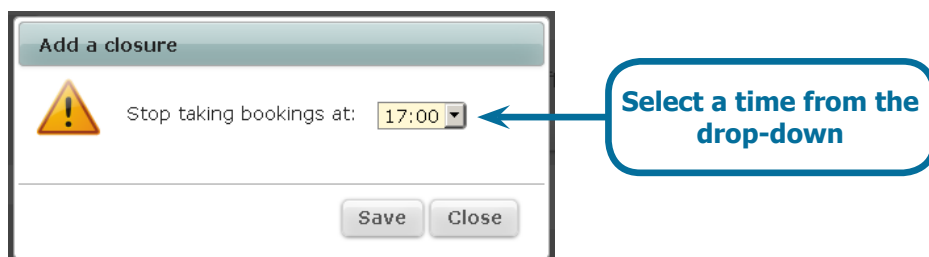 Add a closure
Stop taking bookings at: 17:00
Select a time from the
drop-down
Save Close